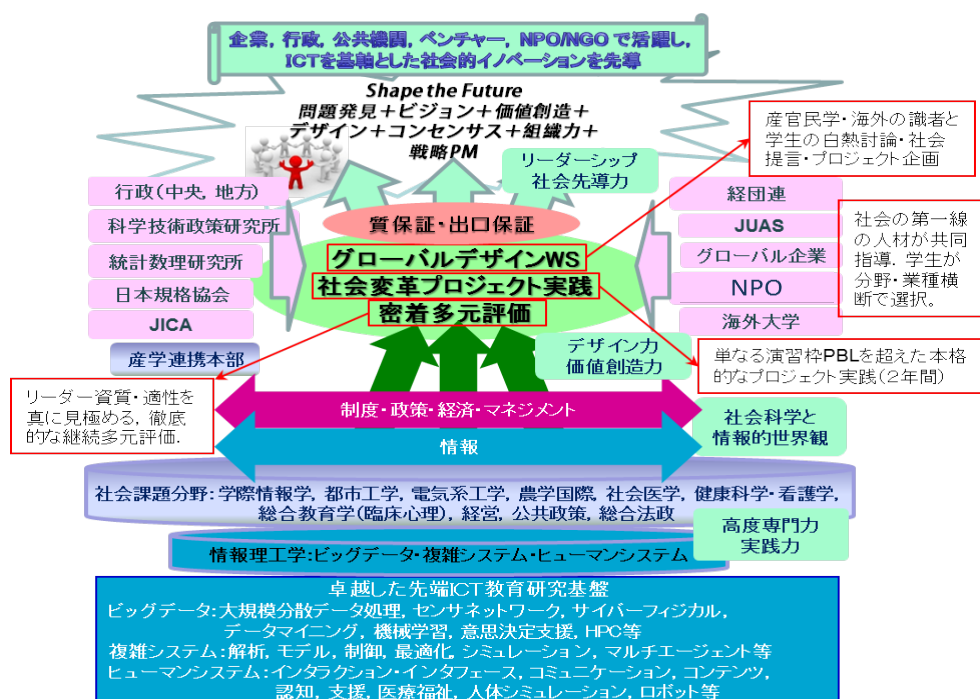 企業, 行政, 公共機関, ベンチャー, NPO/NGO で活躍し,
ICTを基軸とした社会的イノベーションを先導
Shape the Future
問題発見＋ビジョン＋価値創造＋
デザイン＋コンセンサス＋組織力＋
戦略PM
リーダーシップ
社会先導力
産官民学・海外の識者と
学生の白熱討論・社会
提言・プロジェクト企画
行政(中央, 地方)
科学技術政策研究所
統計数理研究所
日本規格協会
JICA
産学連携本部
質保証・出口保証
グローバルデザインWS
社会変革プロジェクト実践
密着多元評価
経団連
JUAS
グローバル企業
NPO
海外大学
社会の第一線
の人材が共同
指導. 学生が
分野・業種横
断で選択。
デザイン力
価値創造力
単なる演習枠PBLを超えた本格
的なプロジェクト実践(2年間)
リーダー資質・適性を
真に見極める, 徹底
的な継続多元評価.
制度・政策・経済・マネジメント
情報
社会科学と
情報的世界観
社会課題分野：学際情報学, 都市工学, 電気系工学, 農学国際, 社会医学, 健康科学・看護学,
総合教育学(臨床心理), 経営, 公共政策, 総合法政
高度専門力
実践力
情報理工学：ビッグデータ・複雑システム・ヒューマンシステム
卓越した先端ICT教育研究基盤
ビッグデータ：大規模分散データ処理, センサネットワーク, サイバーフィジカル,
データマイニング, 機械学習, 意思決定支援, HPC等
複雑システム：解析, モデル, 制御, 最適化, シミュレーション, マルチエージェント等
ヒューマンシステム：インタラクション・インタフェース, コミュニケーション, コンテンツ,
認知, 支援, 医療福祉, 人体シミュレーション, ロボット等